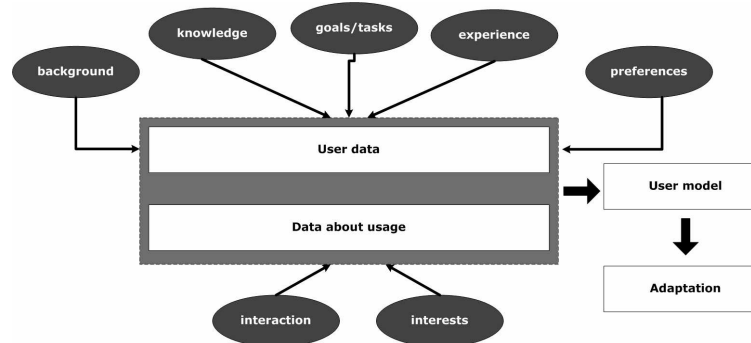 goals/tasks
knowledge
experience
background
preferences
User data
User model
Data about usage
Adaptation
interaction
interests